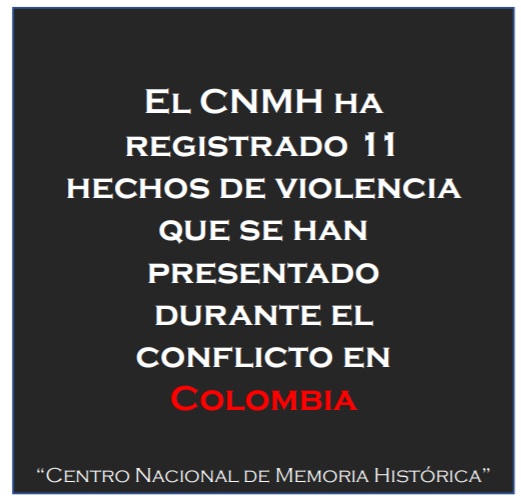 El CNMH ha
registrado 11
hechos de violencia
que se han
presentado
durante el
conflicto en
Colombia
“Centro Nacional de Memoria Histórica”